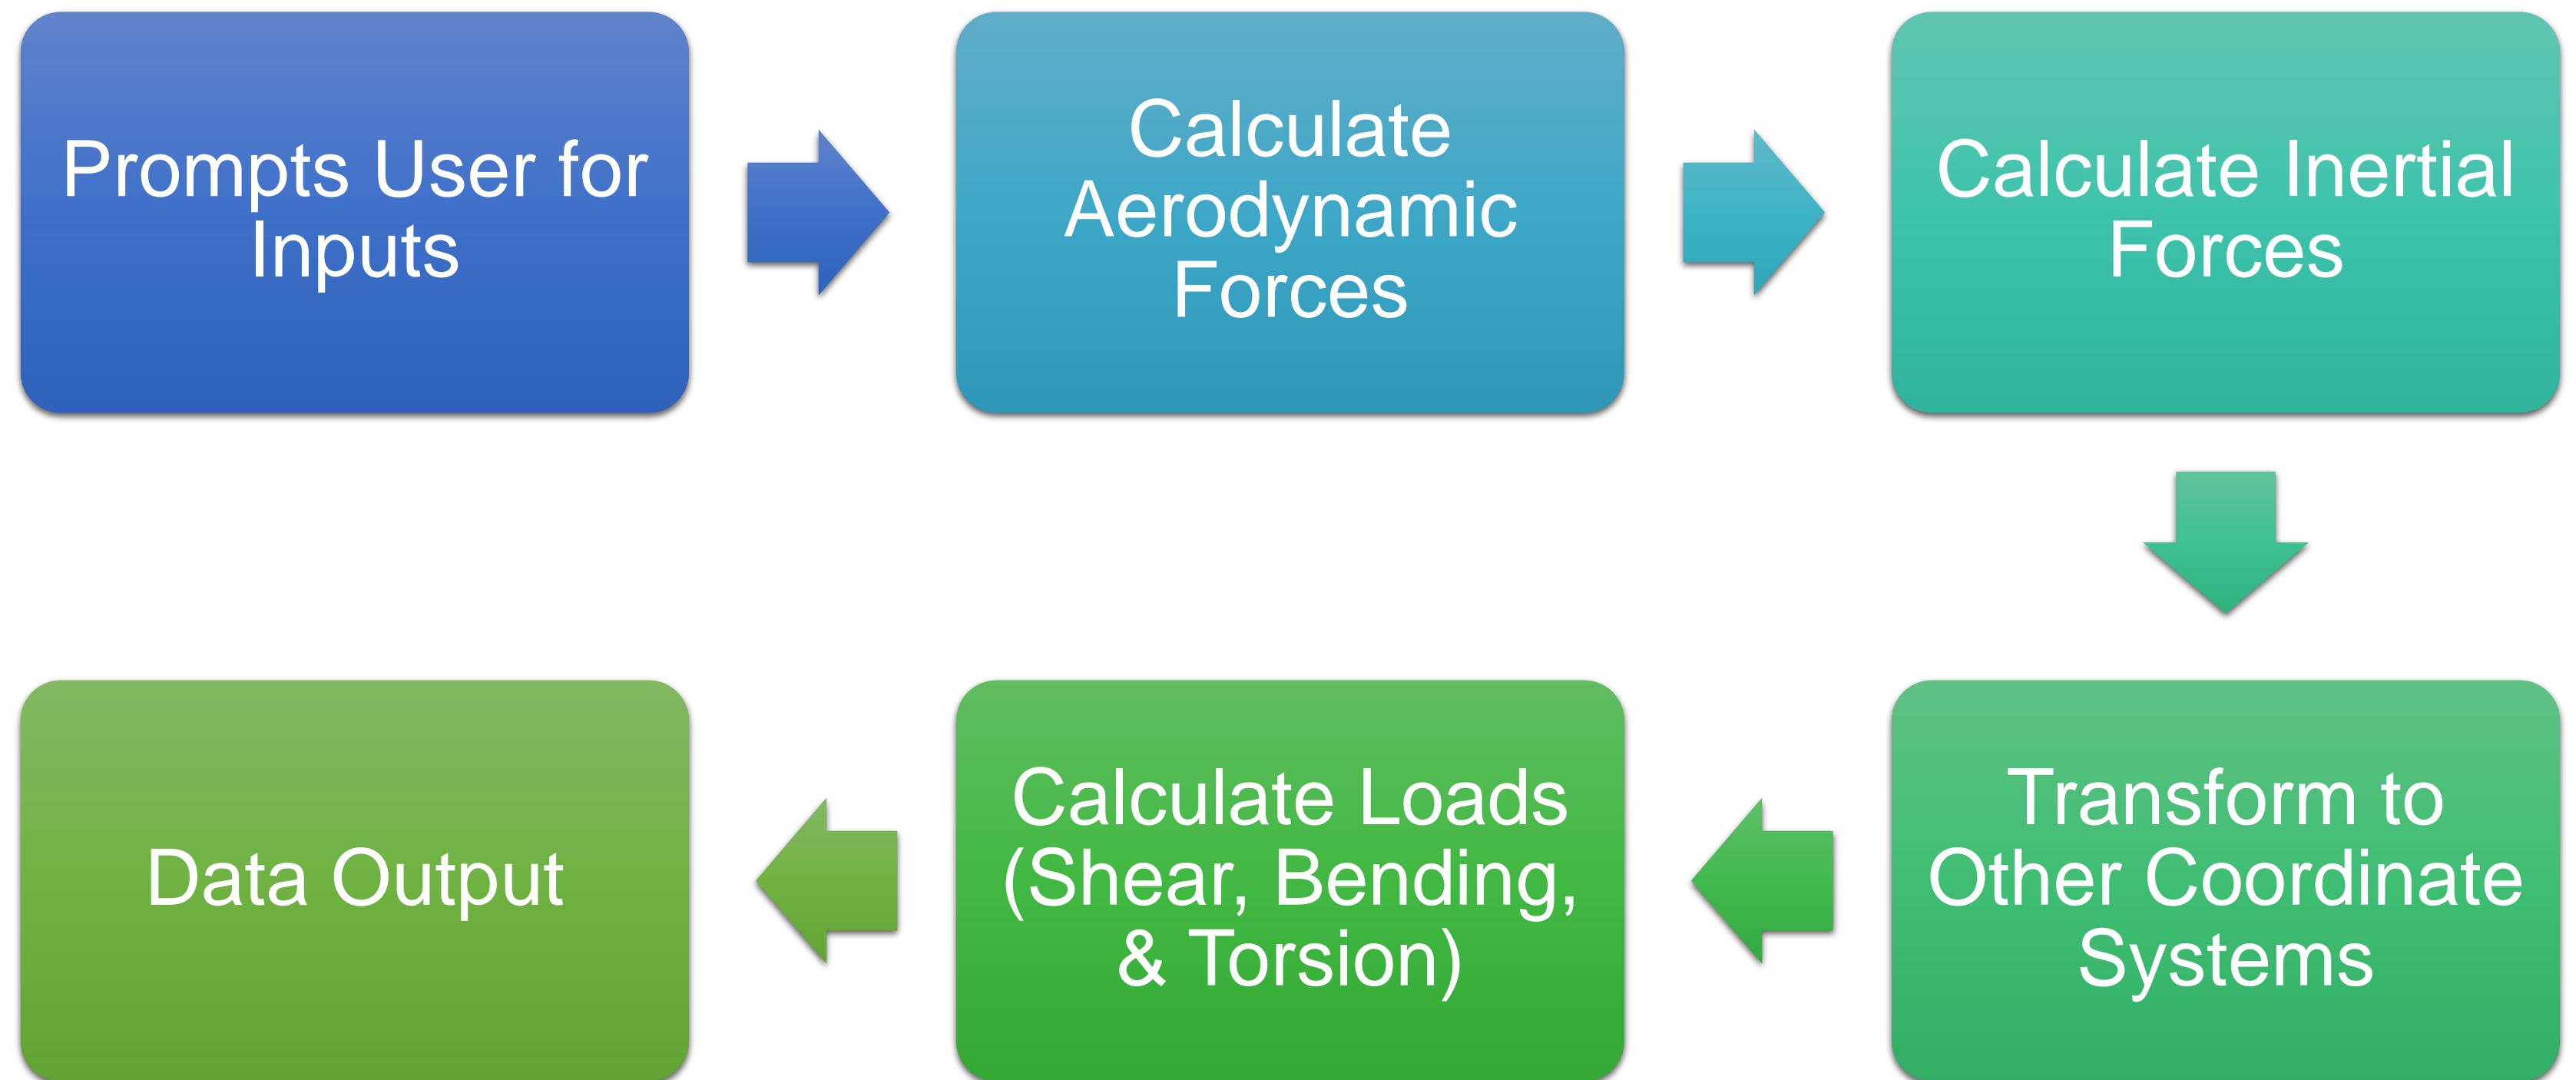 Prompts User for
Inputs
Calculate
Aerodynamic
Forces
Calculate Inertial
Forces
Transform to
Other Coordinate
Systems
Calculate Loads
(Shear, Bending,
& Torsion)
Data Output